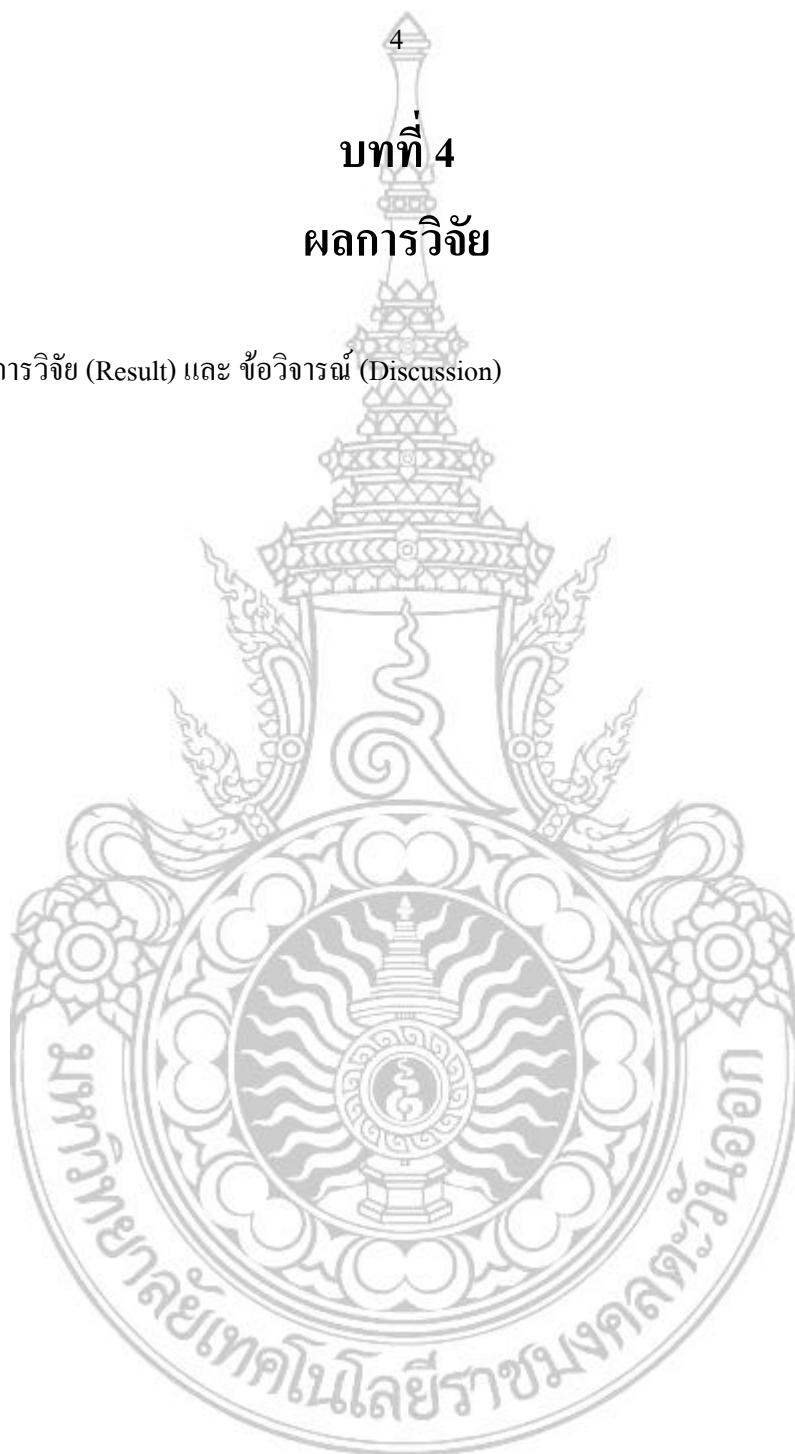 4
บทที่ 4
ผลการวิจัย
การวิจัย (Result) และ ข้อวิจารณ์ (Discussion)
มหาวิทยาลัยเทคโนโลยีราชมงคลตะวันออก